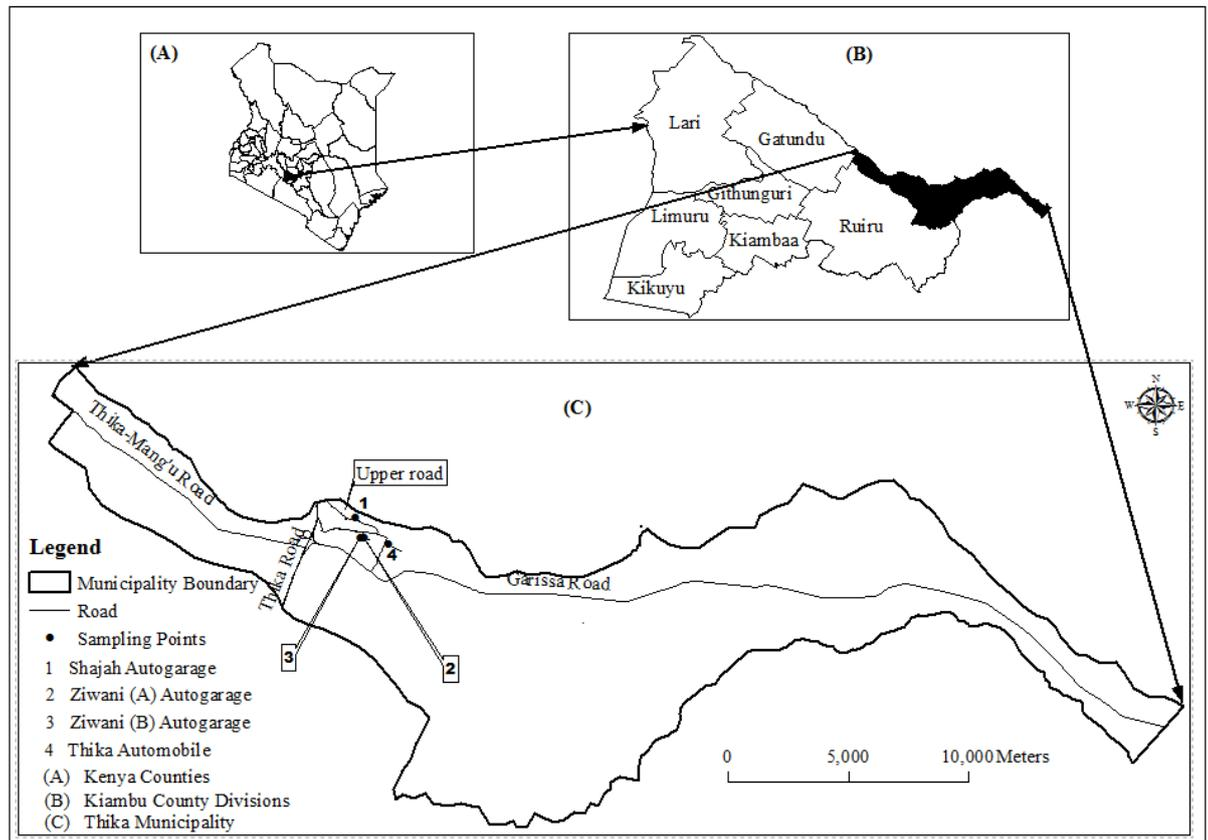 (A)
(B)
Lari
Gatundu
Githunguri
Limuru
Ruiru
Kiambaa
Kikuyu
(C)
N
W E
S
Thika-Mang'u Road
Upper road
1
4
Thika Road
Garissa Road
3
2
Legend
Municipality Boundary
Road
Sampling Points
1 Shajah Autogarage
2 Ziwani (A) Autogarage
3 Ziwani (B) Autogarage
4 Thika Automobile
(A) Kenya Counties
(B) Kiambu County Divisions
(C) Thika Municipality
0 5,000 10,000 Meters